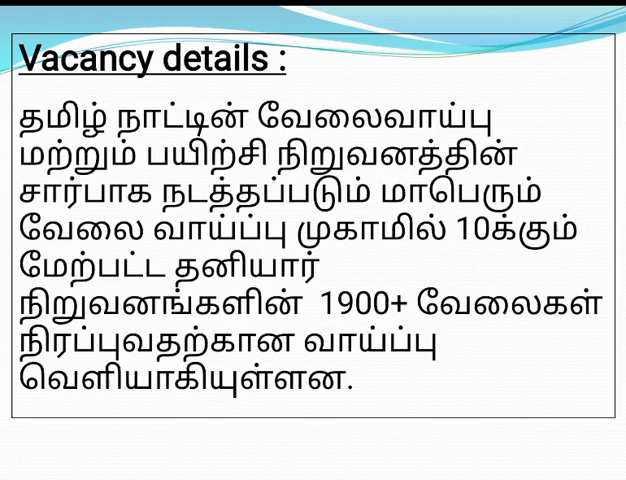 Vacancy details :
தமிழ் நாட்டின் வேலைவாய்பு
மற்றும் பயிற்சி நிறுவனத்தின்
சார்பாக நடத்தப்படும் மாபெரும்
வேலை வாய்ப்பு முகாமில் 10க்கும்
மேற்பட்ட தனியார்
நிறுவனங்களின் 1900+ வேலைகள்
நிரப்புவதற்கான வாய்ப்பு
வெளியாகியுள்ளன.